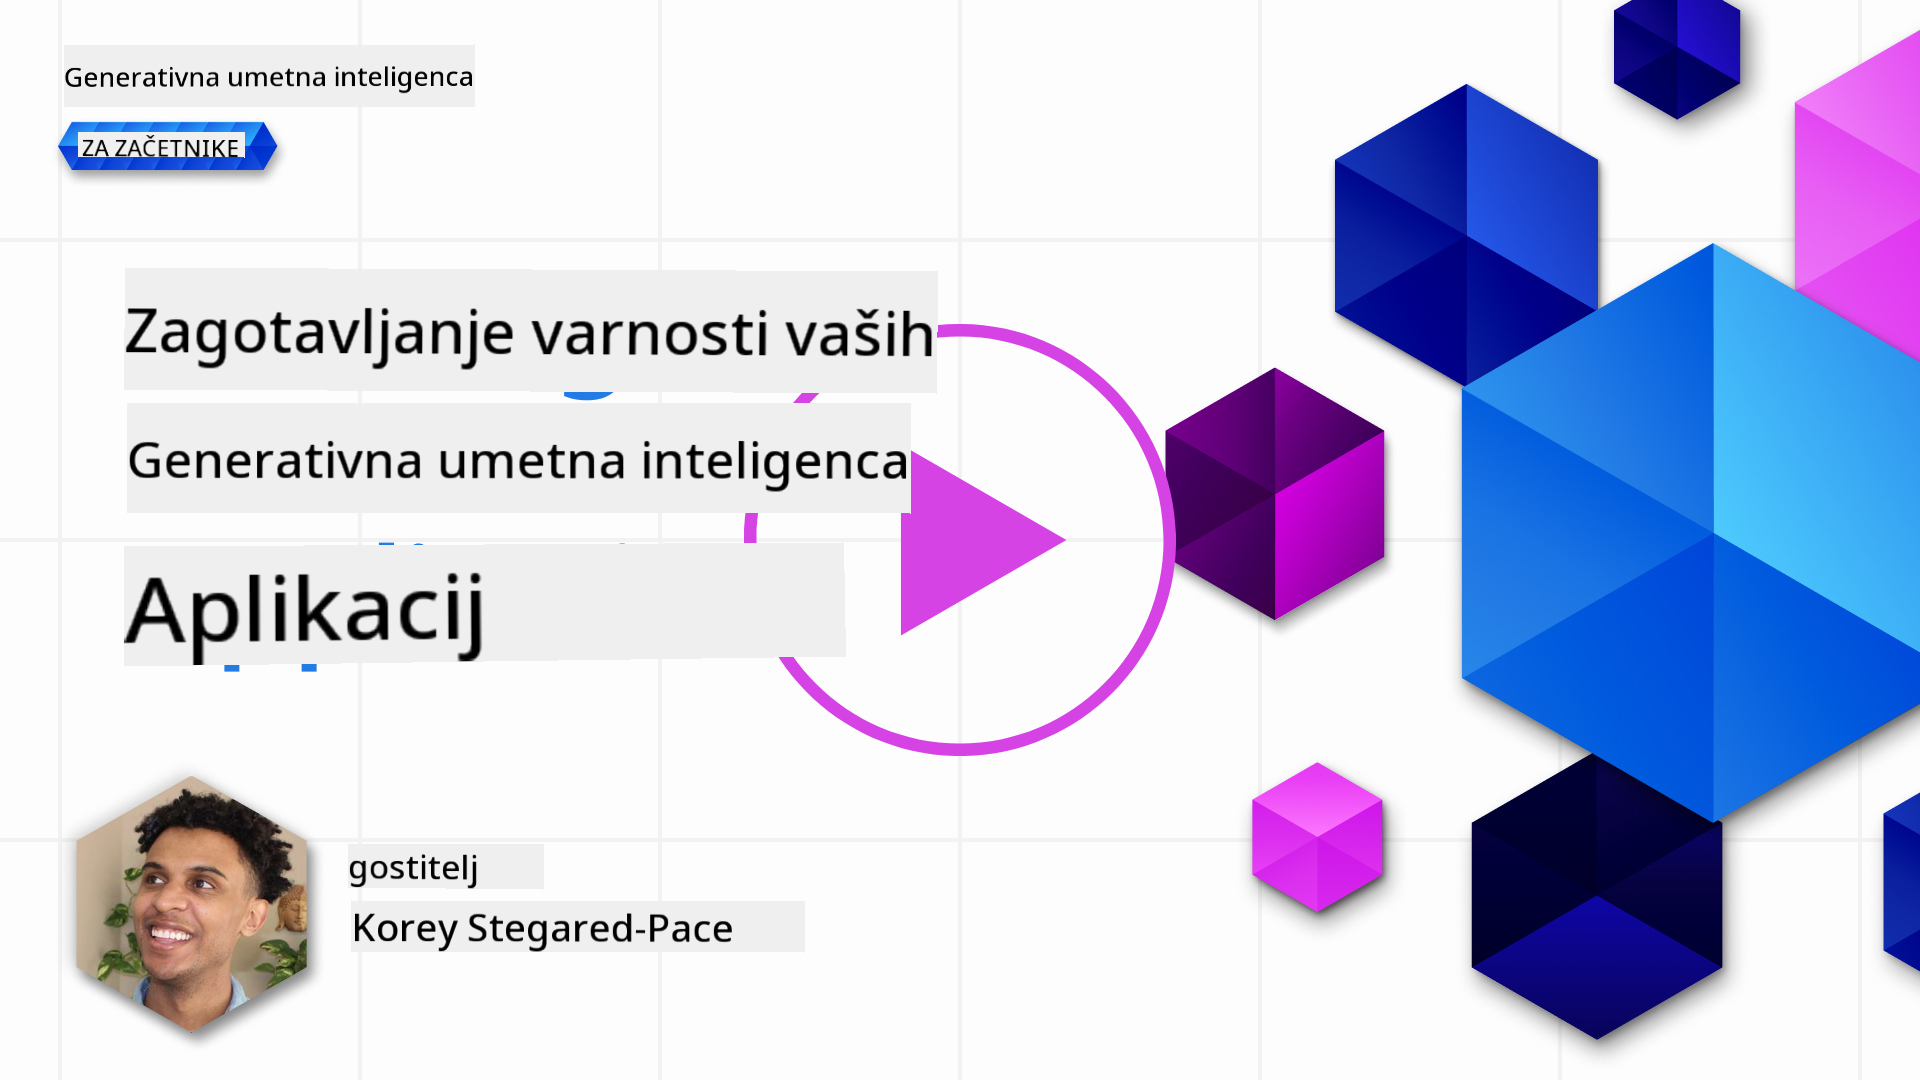 Generativna umetna inteligenca
ZA ZAČETNIKE
Zagotavljanje varnosti vaših
Generativna umetna inteligenca
Aplikacij
gostitelj
Korey Stegared-Pace